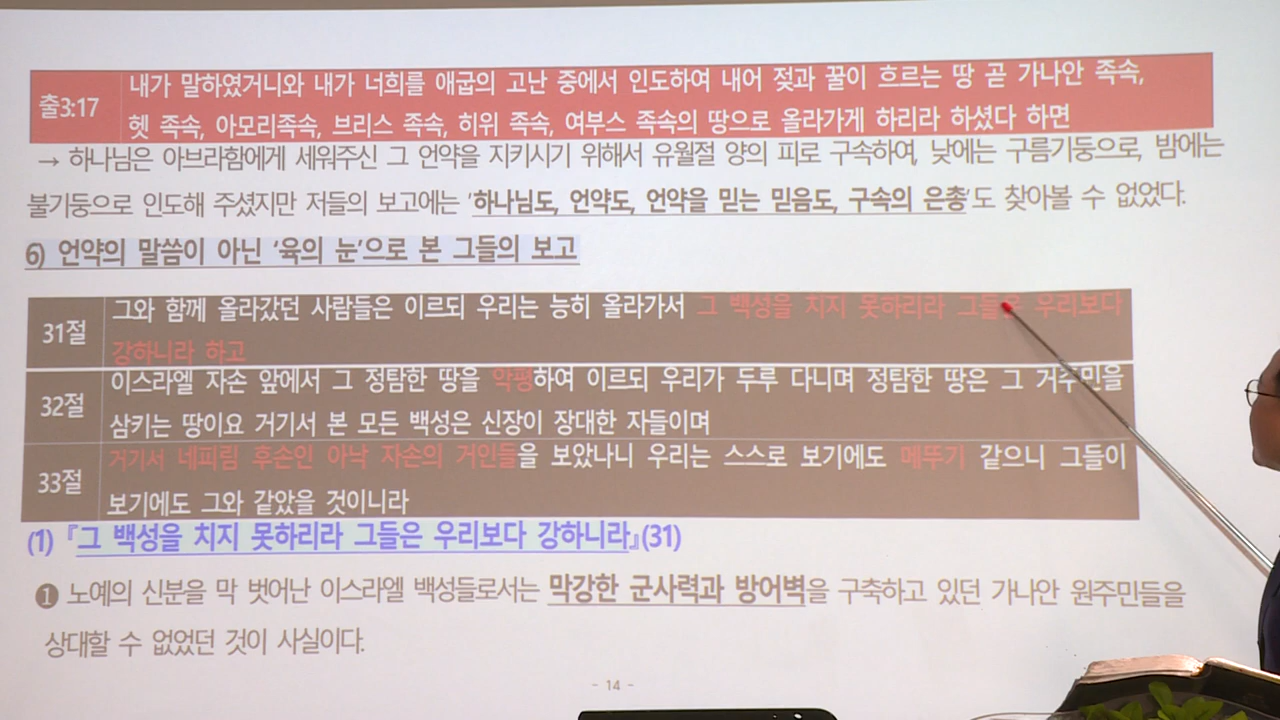 출3:17
내가 말하였거니와 내가 너희를 애굽의 고난 중에서 인도하여 내어 젖과 꿀이 흐르는 땅 곧 가나안 족속,
헷 족속, 아모리족속, 브리스 족속, 히위 족속, 여부스 족속의 땅으로 올라가게 하리라 하셨다 하면
→ 하나님은 아브라함에게 세워주신 그 언약을 지키시기 위해서 유월절 양의 피로 구속하여, 낮에는 구름기둥으로, 밤에는
불기둥으로 인도해 주셨지만 저들의 보고에는 '하나님도, 언약도, 언약을 믿는 믿음도, 구속의 은총'도 찾아볼 수 없었다.
6) 언약의 말씀이 아닌 '육의 눈'으로 본 그들의 보고
31절
그와 함께 올라갔던 사람들은 이르되 우리는 능히 올라가서 그 백성을 치지 못하리라 그들은 우리보다
강하니라 하고
32절
이스라엘 자손 앞에서 그 정탐한 땅을 악평하여 이르되 우리가 두루 다니며 정탐한 땅은 그 거주민을
삼키는 땅이요 거기서 본 모든 백성은 신장이 장대한 자들이며
33절
거기서 네피림 후손인 아낙 자손의 거인들을 보았나니 우리는 스스로 보기에도 메뚜기 같으니 그들이
보기에도 그와 같았을 것이니라
(1) 『그 백성을 치지 못하리라 그들은 우리보다 강하니라』(31)
❶ 노예의 신분을 막 벗어난 이스라엘 백성들로서는 막강한 군사력과 방어벽을 구축하고 있던 가나안 원주민들을
상대할 수 없었던 것이 사실이다.
- 14 -